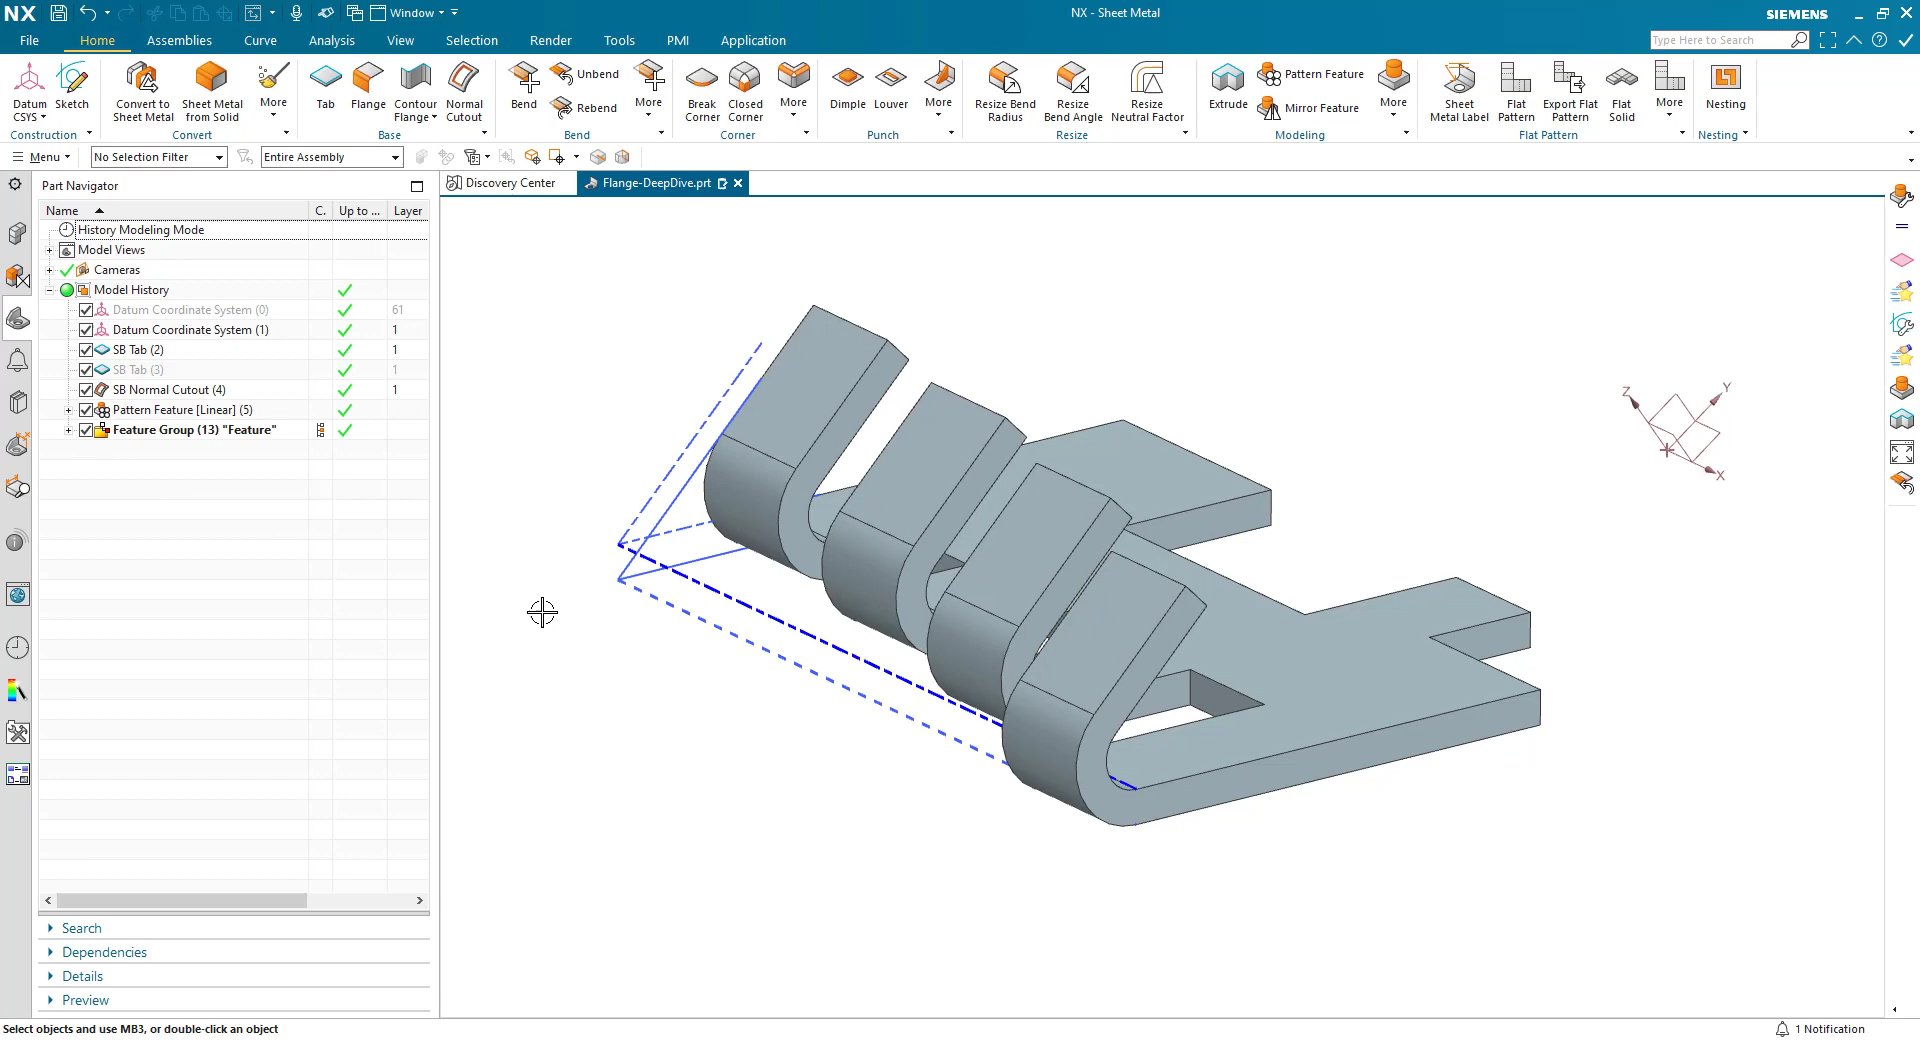 NX
Window
NX - Sheet Metal
SIEMENS
File
Home
Assemblies
Curve
Analysis
View
Selection
Render
Tools
PMI
Application
Type Here to Search
Datum CSYS
Sketch
Construction
Convert to Sheet Metal
Sheet Metal from Solid
More
Convert
Tab
Flange
Contour Flange
Normal Cutout
Base
Bend
Unbend
Rebend
More
Bend
Break Corner
Closed Corner
More
Corner
Dimple
Louver
More
Punch
Resize Bend Radius
Resize Bend Angle
Resize Neutral Factor
Resize
Extrude
Pattern Feature
Mirror Feature
More
Modeling
Sheet Metal Label
Flat Pattern
Export Flat Pattern
Flat Solid
More
Flat Pattern
Nesting
Nesting
Menu
No Selection Filter
Entire Assembly
Part Navigator
Discovery Center
Flange-DeepDive.prt
Name
C.
Up to ...
Layer
History Modeling Mode
Model Views
Cameras
Model History
Datum Coordinate System (0)
61
Datum Coordinate System (1)
1
SB Tab (2)
1
SB Tab (3)
1
SB Normal Cutout (4)
1
Pattern Feature [Linear] (5)
Feature Group (13) "Feature"
Z
Y
X
Search
Dependencies
Details
Preview
Select objects and use MB3, or double-click an object
1 Notification